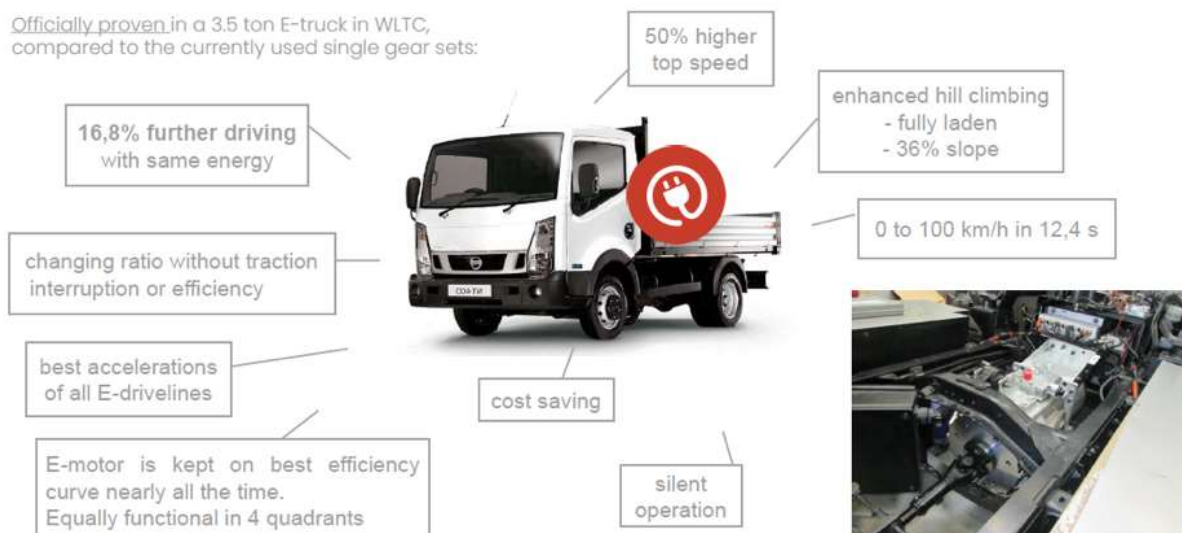 Officially proven in a 3.5 ton E-truck in WLTC,
compared to the currently used single gear sets:
50% higher
top speed
enhanced hill climbing
- fully laden
- 36% slope
16,8% further driving
with same energy
0 to 100 km/h in 12,4 s
changing ratio without traction
interruption or efficiency
best accelerations
of all E-drivelines
cost saving
E-motor is kept on best efficiency
curve nearly all the time.
Equally functional in 4 quadrants
silent
operation